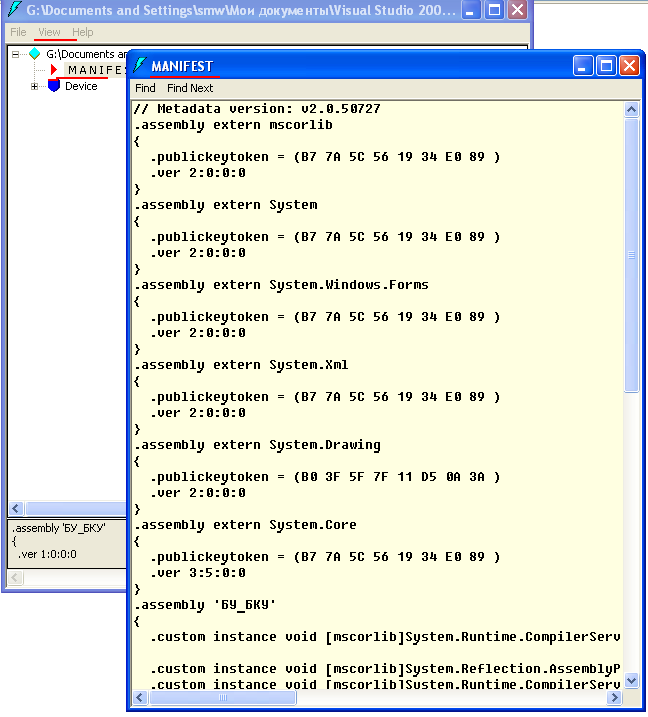 G:\Documents and Settings\smw\Мои документы\Visual Studio 200...
File View Help
G:\Documents an
MANIFES
Device
.assembly 'БУ_БКУ'
{
.ver 1:0:0:0
MANIFEST
Find Find Next
// Metadata version: v2.0.50727
.assembly extern mscorlib
{
.publickeytoken = (B7 7A 5C 56 19 34 E0 89 )
.ver 2:0:0:0
}
.assembly extern System
{
.publickeytoken = (B7 7A 5C 56 19 34 E0 89 )
.ver 2:0:0:0
}
.assembly extern System.Windows.Forms
{
.publickeytoken = (B7 7A 5C 56 19 34 E0 89 )
.ver 2:0:0:0
}
.assembly extern System.Xml
{
.publickeytoken = (B7 7A 5C 56 19 34 E0 89 )
.ver 2:0:0:0
}
.assembly extern System.Drawing
{
.publickeytoken = (B0 3F 5F 7F 11 D5 0A 3A )
.ver 2:0:0:0
}
.assembly extern System.Core
{
.publickeytoken = (B7 7A 5C 56 19 34 E0 89 )
.ver 3:5:0:0
}
.assembly 'БУ_БКУ'
{
.custom instance void [mscorlib]System.Runtime.CompilerServ
.custom instance void [mscorlib]System.Reflection.AssemblyP
.custom instance void [mscorlib]System.Runtime.CompilerServ